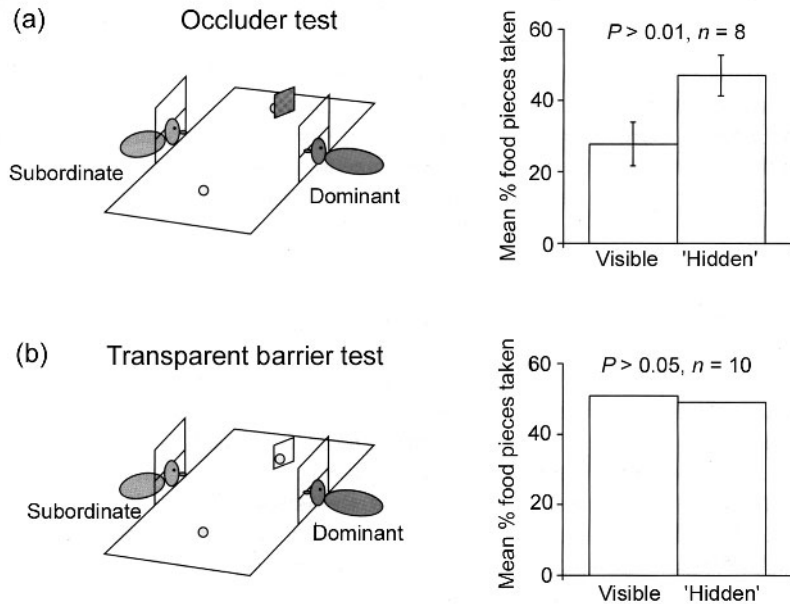 (a)
Occluder test
Subordinate
Dominant
Mean % food pieces taken
60
40
20
0
P > 0.01, n = 8
Visible
'Hidden'
(b)
Transparent barrier test
Subordinate
Dominant
Mean % food pieces taken
60
40
20
0
P > 0.05, n = 10
Visible
'Hidden'